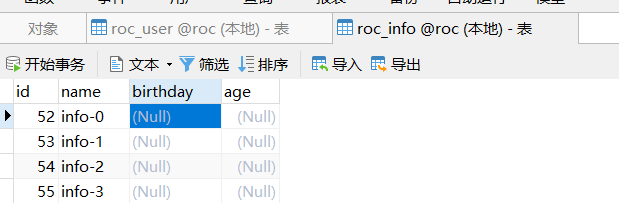 对象 roc_user @roc (本地) - 表 roc_info @roc (本地) - 表
开始事务 文本 筛选 排序 导入 导出
id name birthday age
52 info-0 (Null) (Null)
53 info-1 (Null) (Null)
54 info-2 (Null) (Null)
55 info-3 (Null) (Null)